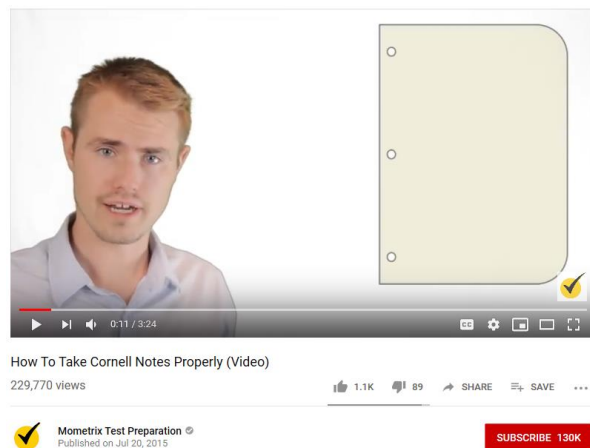 0:11 / 3:24
CC
How To Take Cornell Notes Properly (Video)
229,770 views
1.1K 89 SHARE SAVE
Mometrix Test Preparation
Published on Jul 20, 2015
SUBSCRIBE 130K